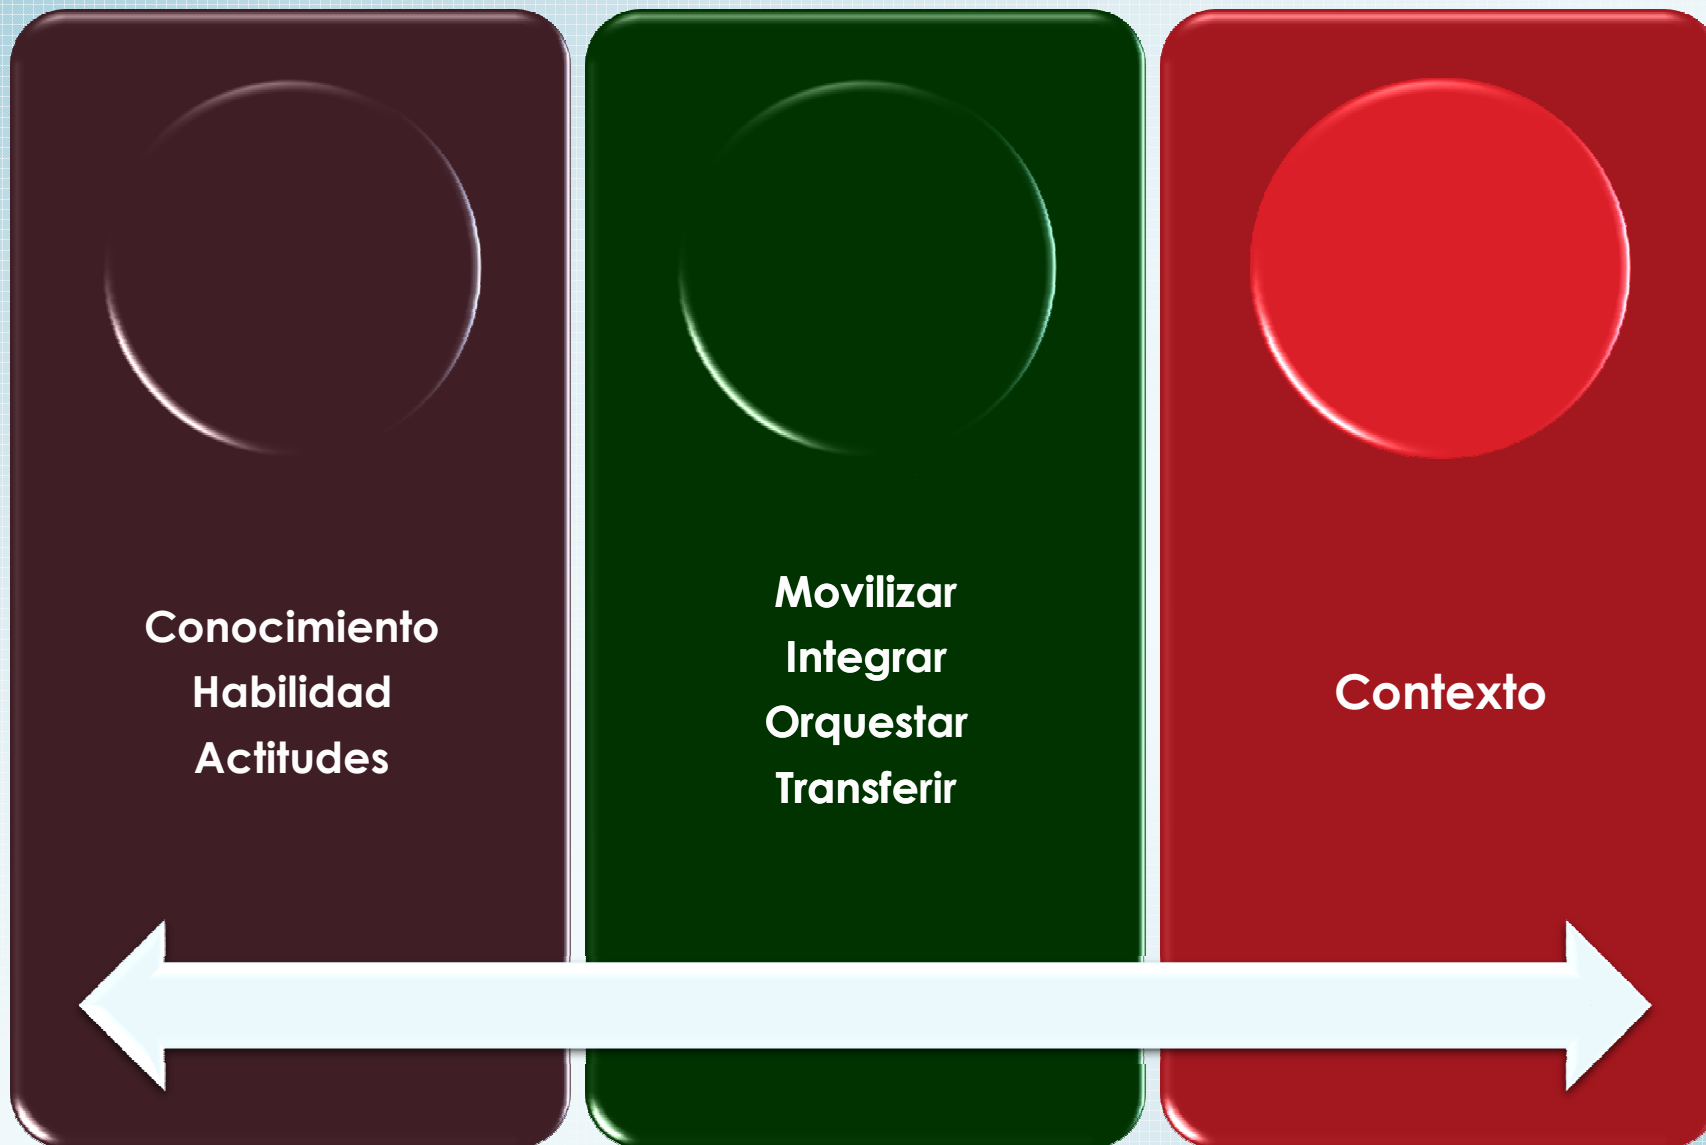 Conocimiento
Habilidad
Actitudes
Movilizar
Integrar
Orquestar
Transferir
Contexto